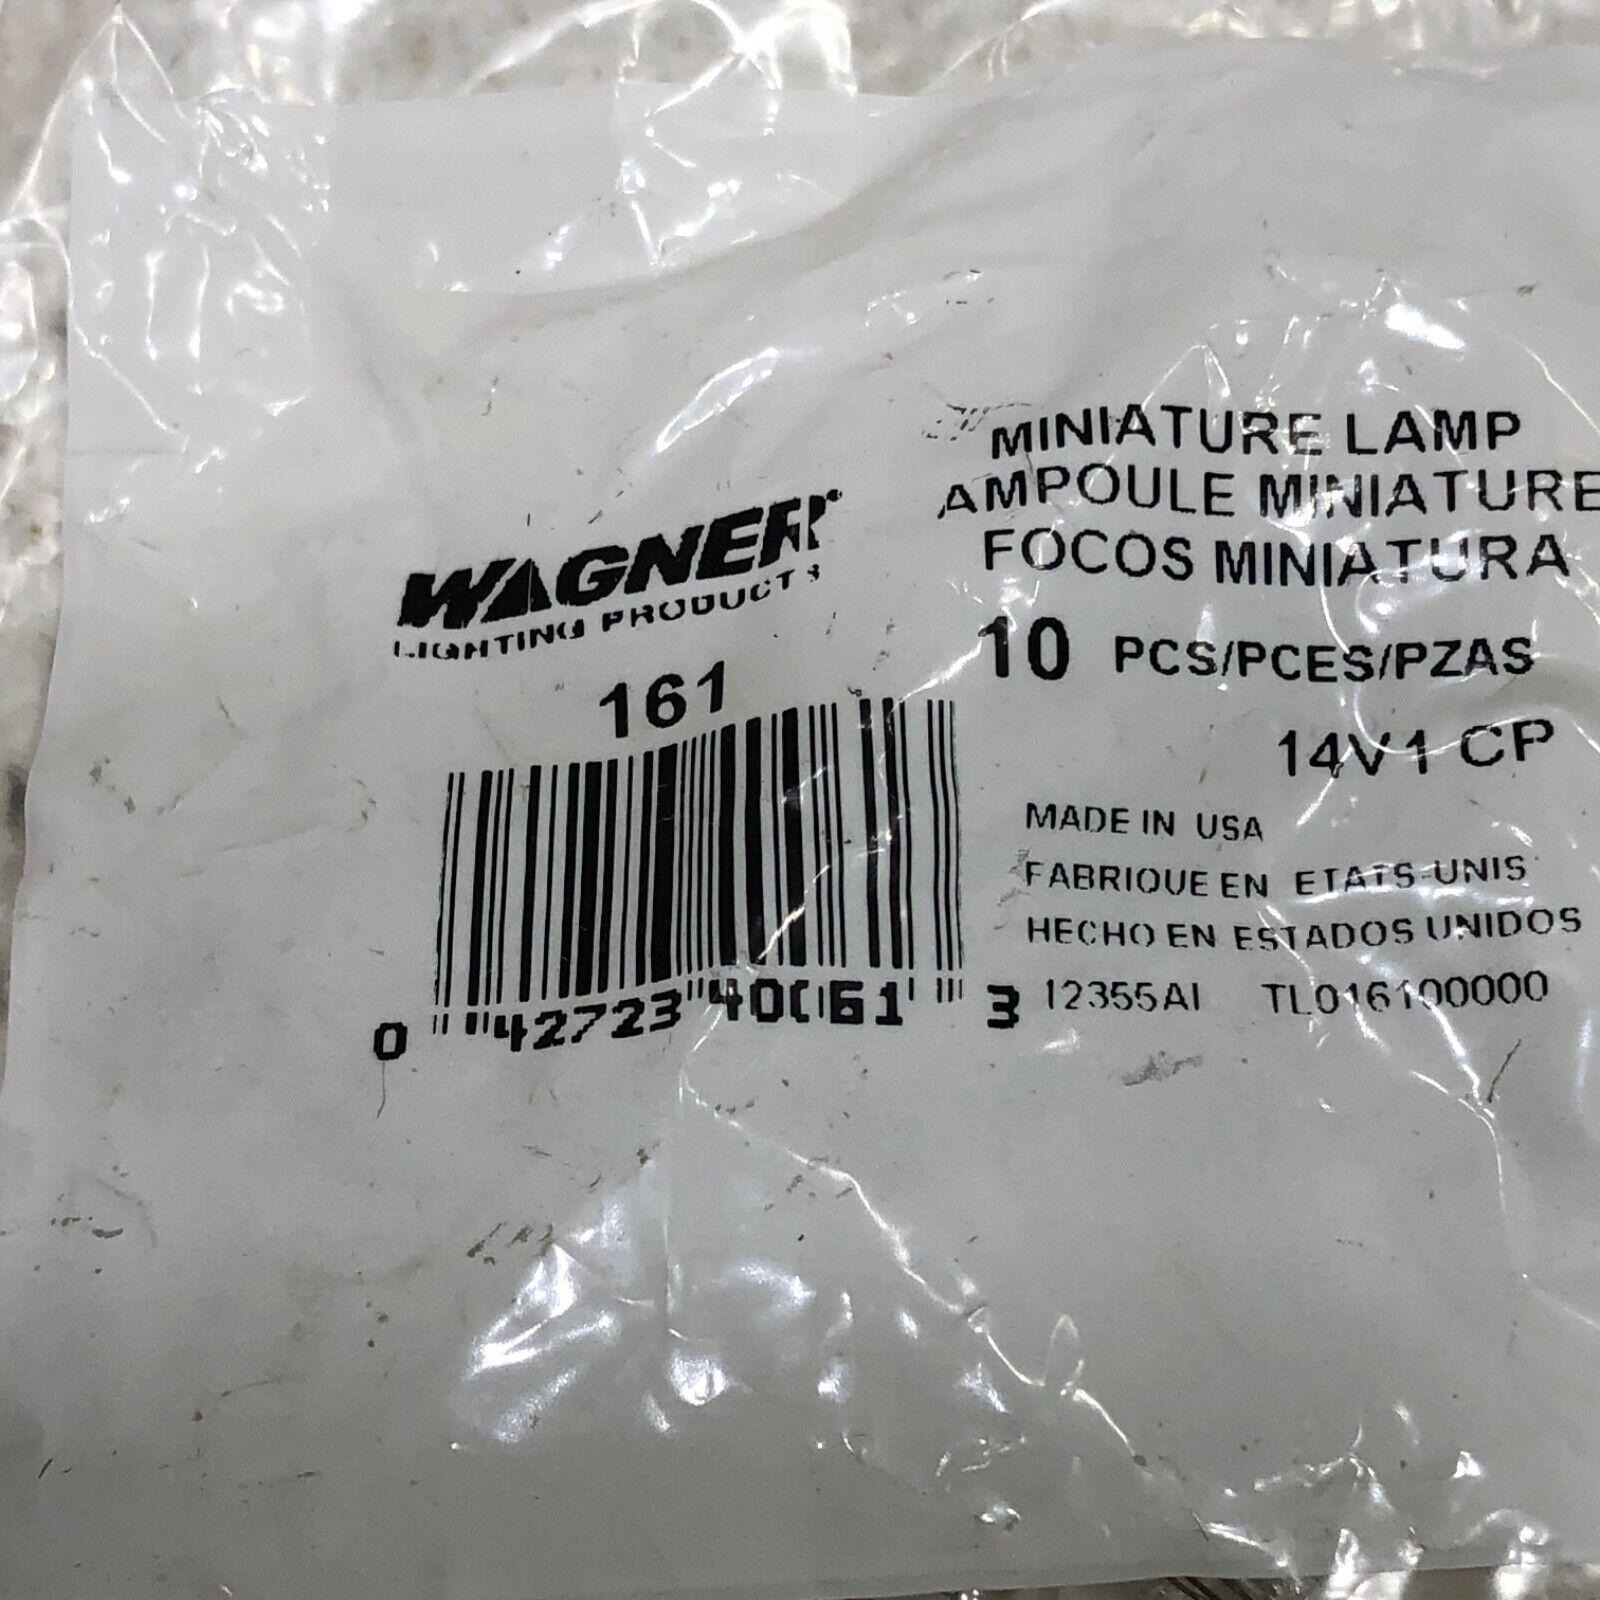 WAGNER®
LIGHTING PRODUCTS
161
0 42723 40061 3
MINIATURE LAMP
AMPOULE MINIATURE
FOCOS MINIATURA
10 PCS/PCES/PZAS
14V 1 CP
MADE IN USA
FABRIQUE EN ETATS-UNIS
HECHO EN ESTADOS UNIDOS
12355AI TL016100000